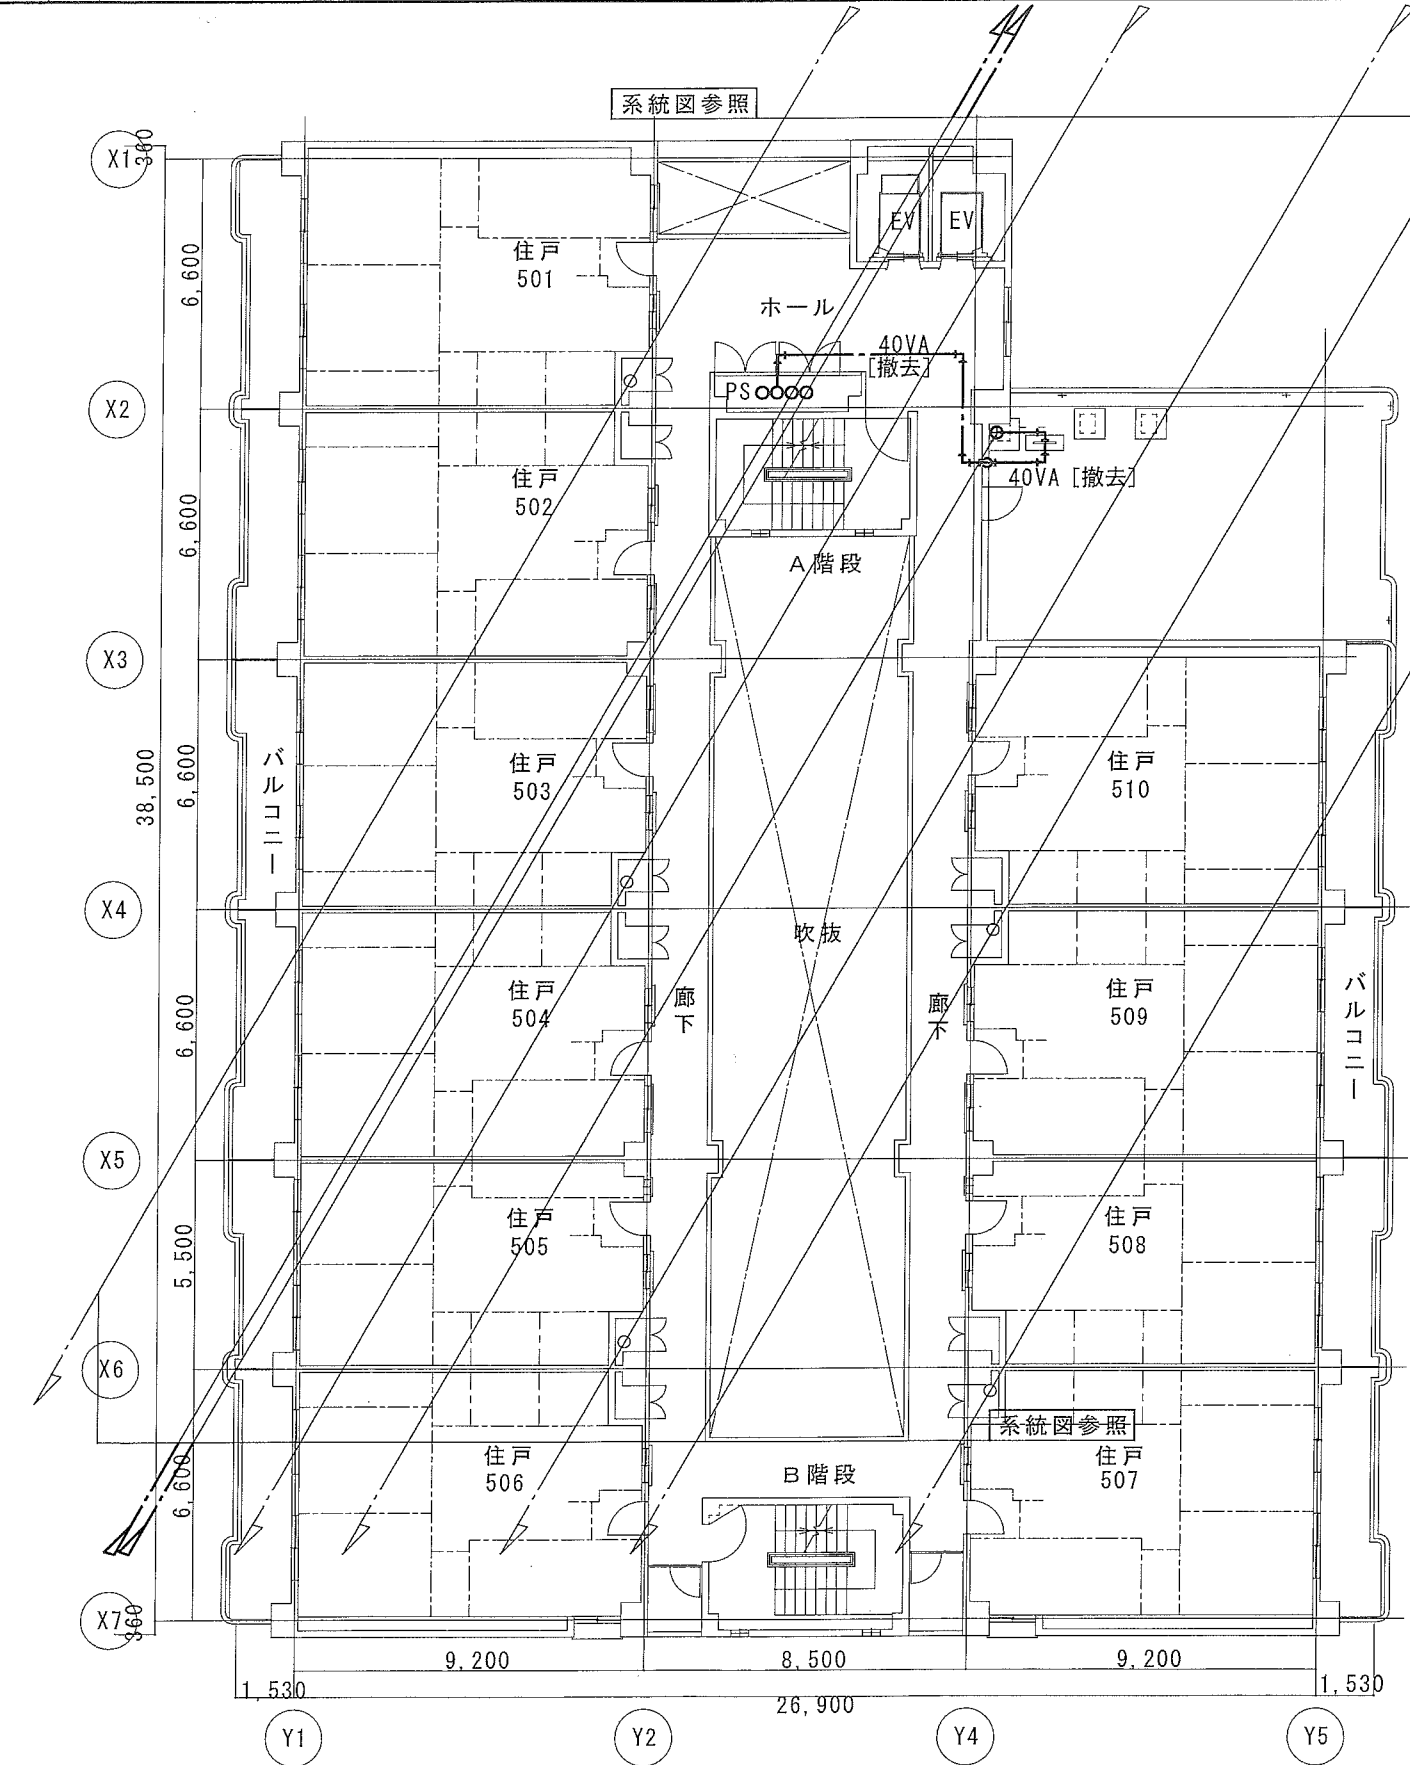 系統図参照
X1
360
EV
EV
住戸
501
6,600
ホール
40VA
[撤去]
PS
X2
40VA [撤去]
住戸
502
6,600
A階段
X3
バルコニー
38,500
6,600
住戸
503
住戸
510
X4
吹抜
住戸
504
廊下
廊下
住戸
509
バルコニー
6,600
X5
住戸
505
住戸
508
5,500
X6
系統図参照
住戸
506
B階段
住戸
507
6,600
X7
360
9,200
8,500
9,200
1,530
26,900
1,530
Y1
Y2
Y4
Y5